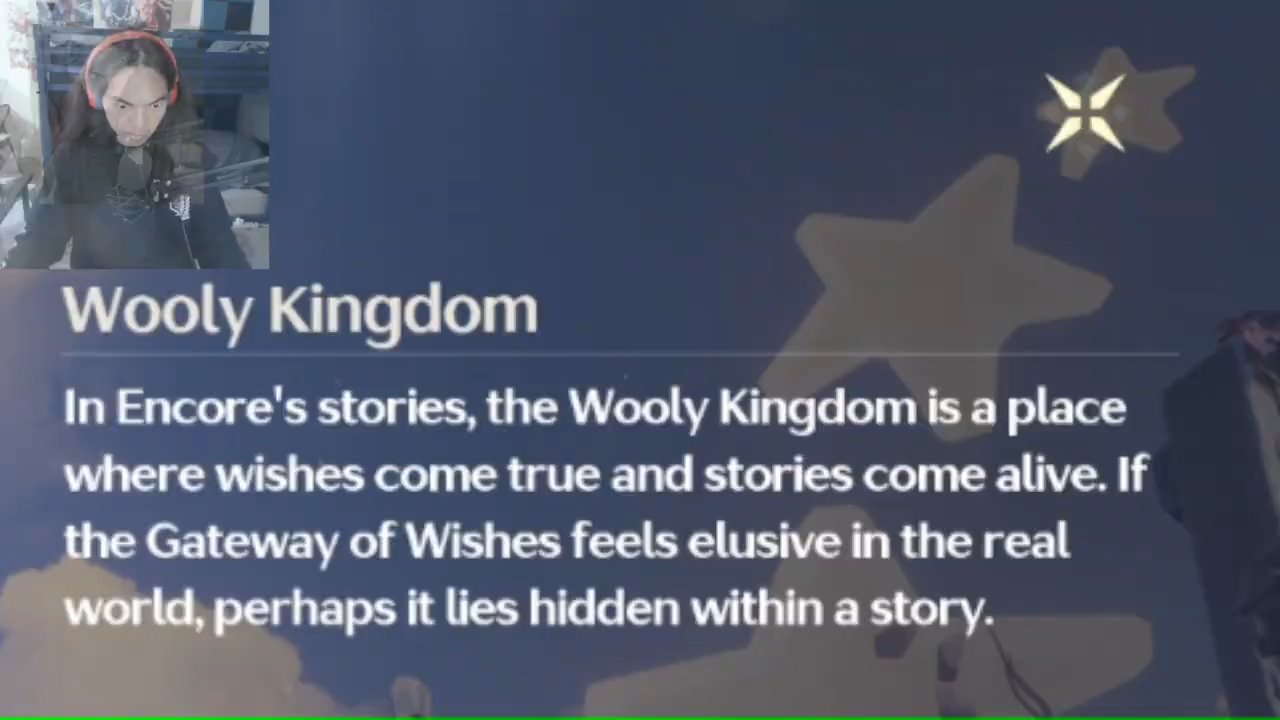 Wooly Kingdom
In Encore's stories, the Wooly Kingdom is a place
where wishes come true and stories come alive. If
the Gateway of Wishes feels elusive in the real
world, perhaps it lies hidden within a story.